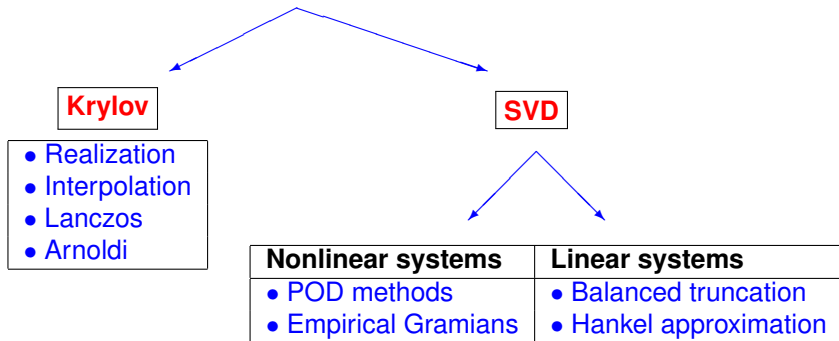 Krylov
SVD
• Realization
• Interpolation
• Lanczos
• Arnoldi
Nonlinear systems
Linear systems
• POD methods
• Balanced truncation
• Empirical Gramians
• Hankel approximation